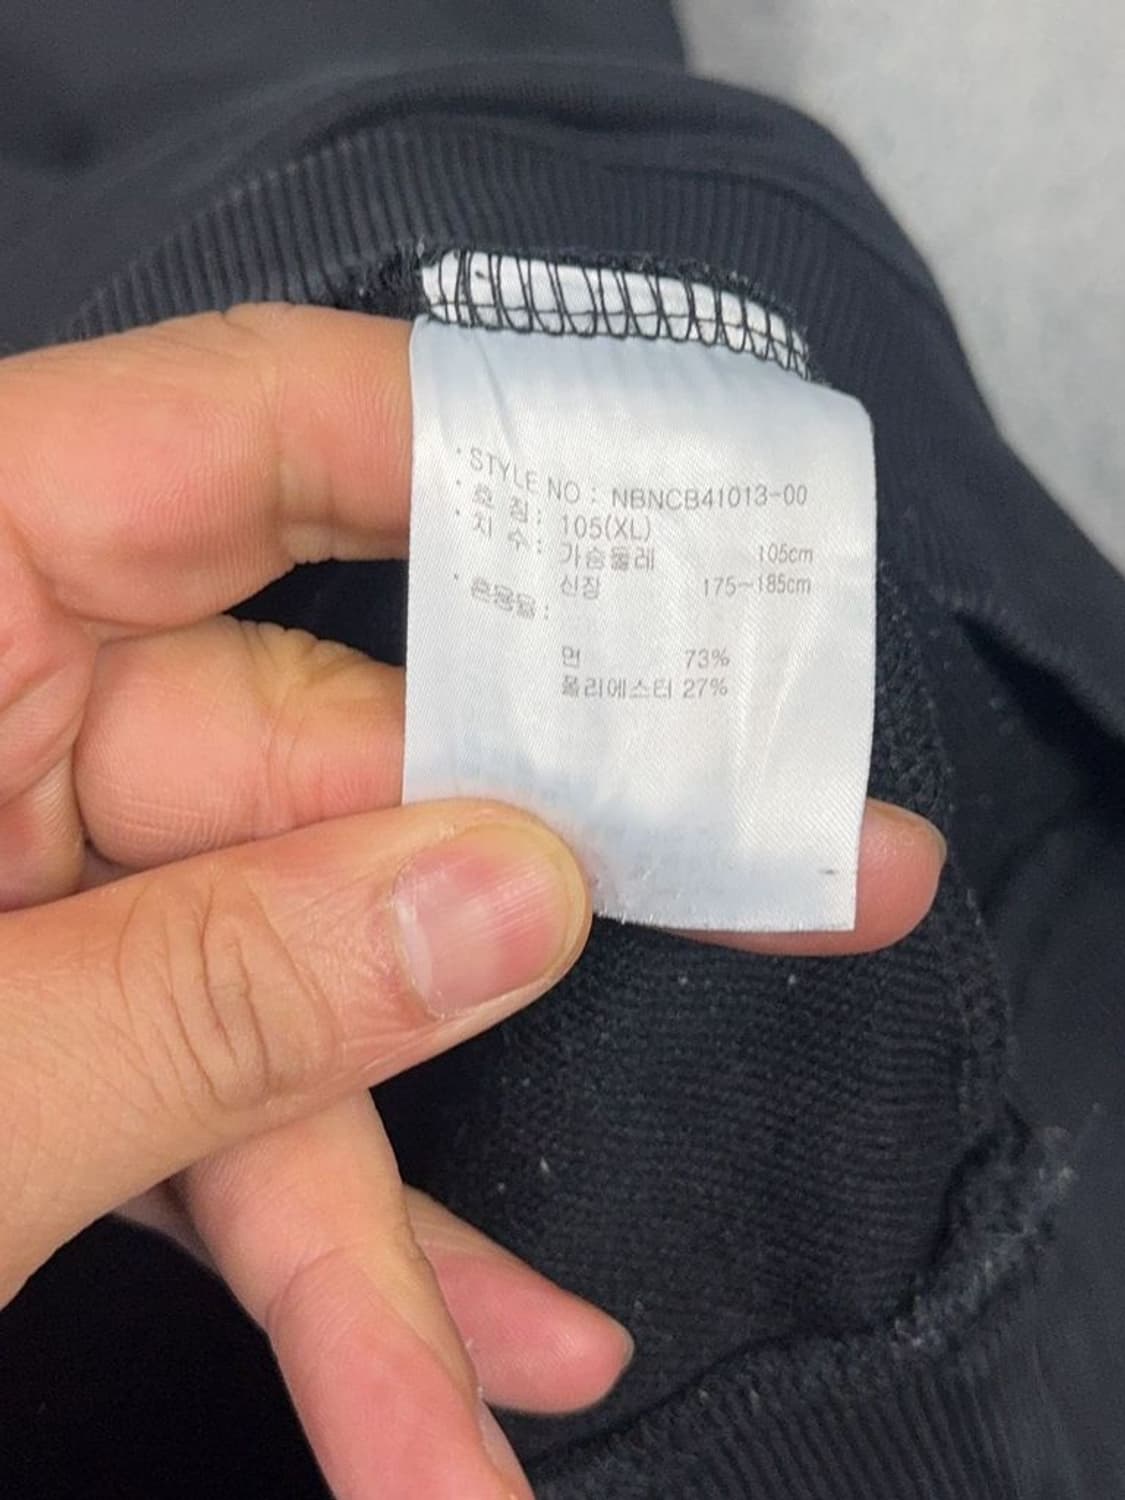 · STYLE NO : NBNCB41013-00
· 호 칭 : 105(XL)
· 치 수 : 가슴둘레 105cm
신장 175~185cm
· 혼용율 :
면 73%
폴리에스터 27%